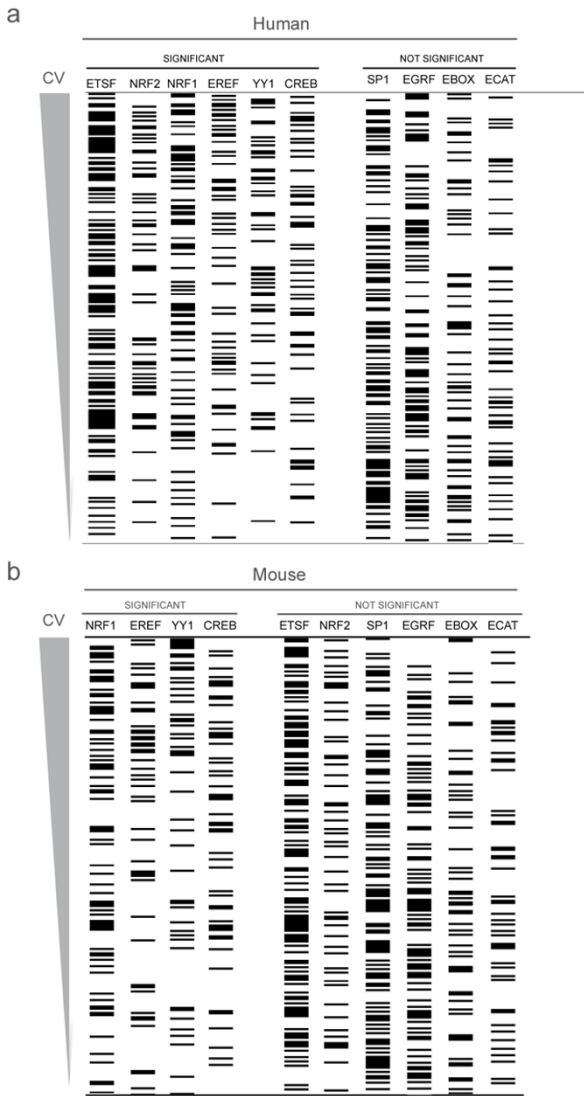 a
Human
SIGNIFICANT NOT SIGNIFICANT
CV
ETSF NRF2 NRF1 EREF YY1 CREB SP1 EGRF EBOX ECAT
b
Mouse
SIGNIFICANT NOT SIGNIFICANT
CV
NRF1 EREF YY1 CREB ETSF NRF2 SP1 EGRF EBOX ECAT